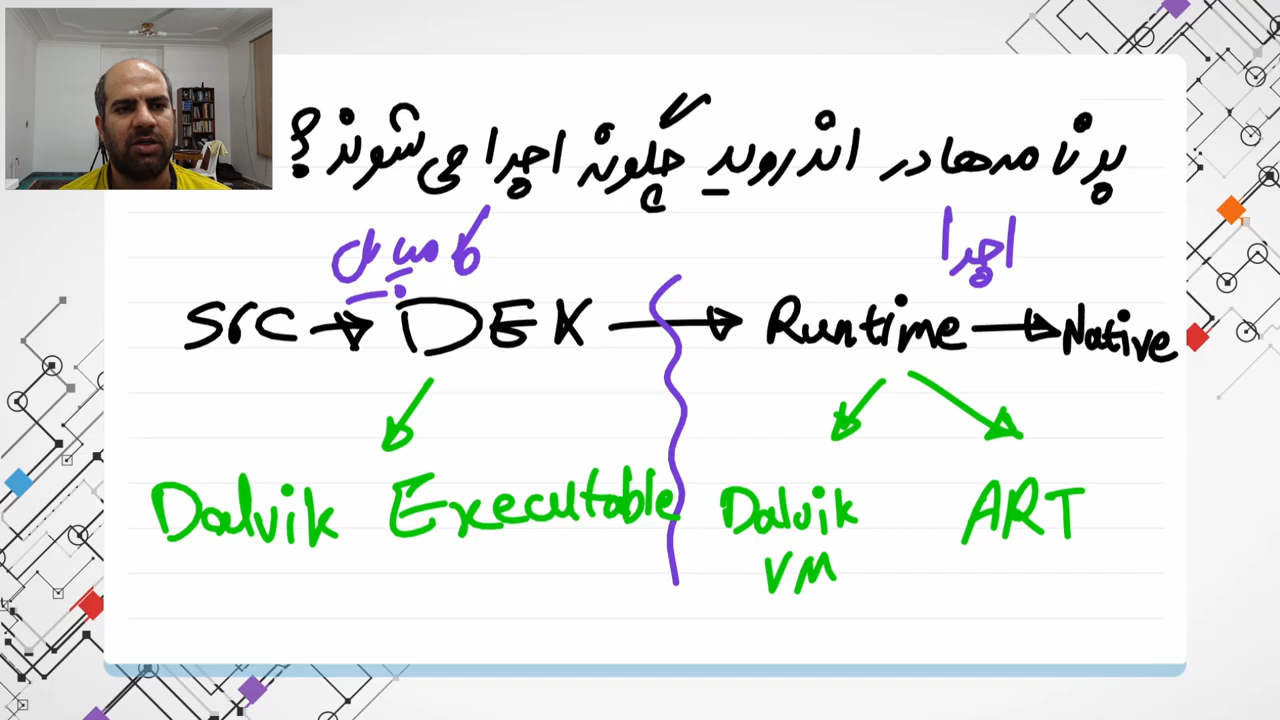 برنامه‌ها در اندروید چگونه اجرا می‌شوند؟
کامپایل اجرا
Src → DEX → Runtime → Native
Dalvik Executable Dalvik VM ART